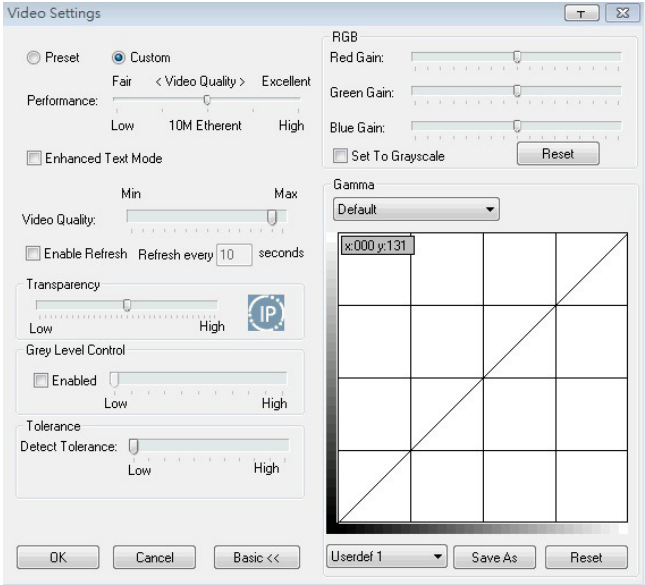 Video Settings
T
Preset
Custom
Fair < Video Quality > Excellent
Performance:
Low 10M Etherent High
Enhanced Text Mode
Min Max
Video Quality:
Enable Refresh Refresh every 10 seconds
Transparency
Low High
IP
Grey Level Control
Enabled
Low High
Tolerance
Detect Tolerance:
Low High
OK Cancel Basic <<
RGB
Red Gain:
Green Gain:
Blue Gain:
Set To Grayscale Reset
Gamma
Default
x:000 y:131
Userdef 1 Save As Reset